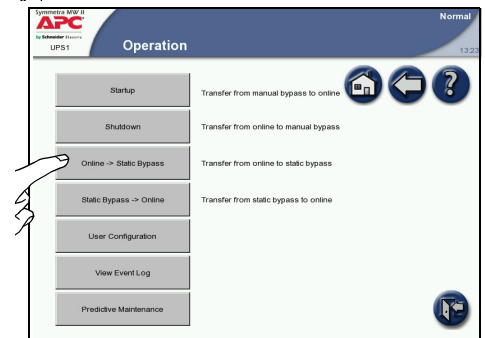 Symmetra MW II
APC
by Schneider Electric
UPS1
Operation
Normal
13:23
Startup
Transfer from manual bypass to online
Shutdown
Transfer from online to manual bypass
Online -> Static Bypass
Transfer from online to static bypass
Static Bypass -> Online
Transfer from static bypass to online
User Configuration
View Event Log
Predictive Maintenance
?